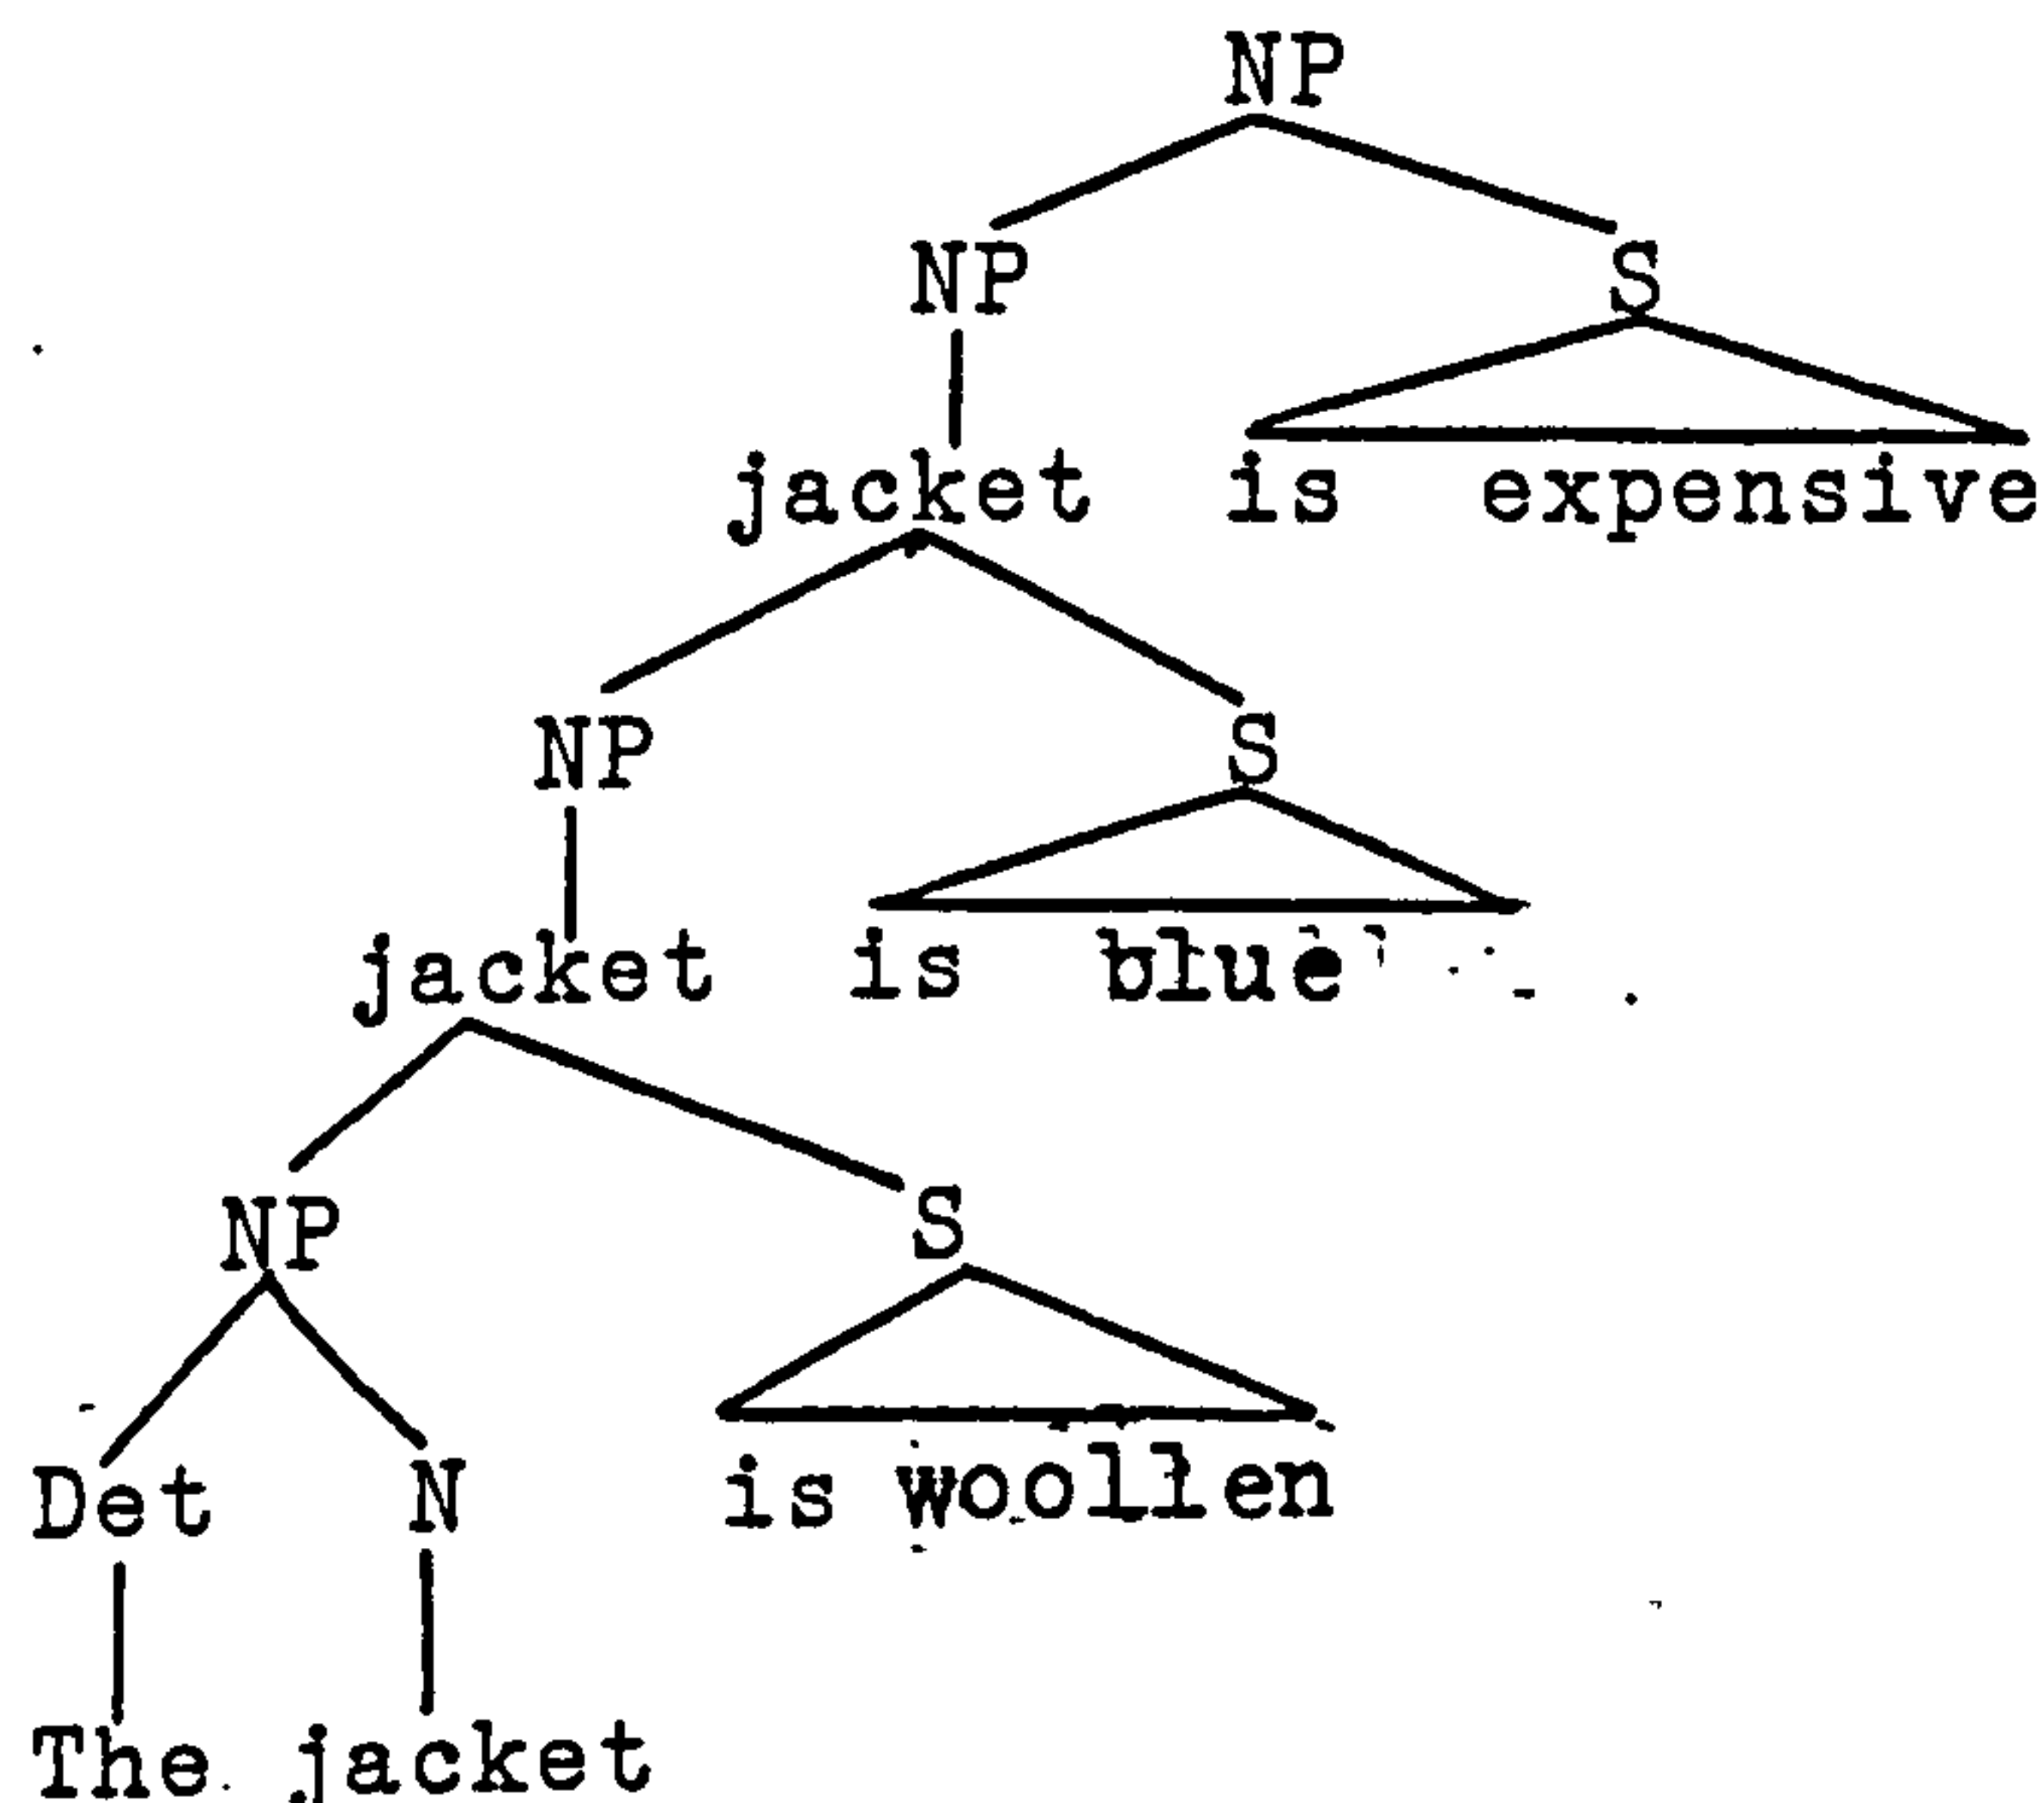 NP
NP S
jacket is expensive
NP S
jacket is blue
NP S
Det N is woollen
The jacket